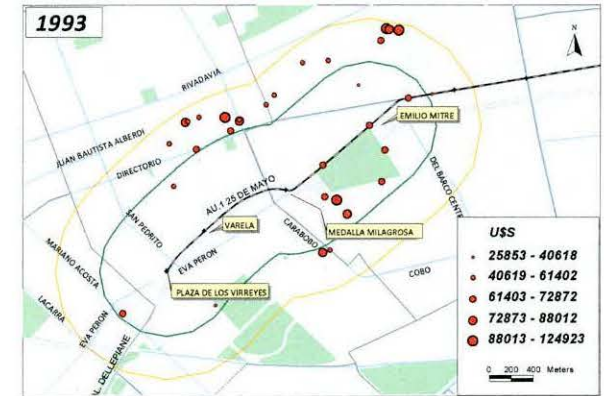 1993
N
RIVADAVIA
JUAN BAUTISTA ALBERDI
DIRECTORIO
EMILIO MITRE
AU.1 25 DE MAYO
DEL BARCO CENTE
SAN PEDRITO
VARELA
CARABOBO
MEDALLA MILAGROSA
MARIANO ACOSTA
EVA PERON
COBO
PLAZA DE LOS VIRREYES
LACARRA
EVA PERON
AL. DELLEPIANE
U$S
25853 - 40618
40619 - 61402
61403 - 72872
72873 - 88012
88013 - 124923
0 200 400 Meters